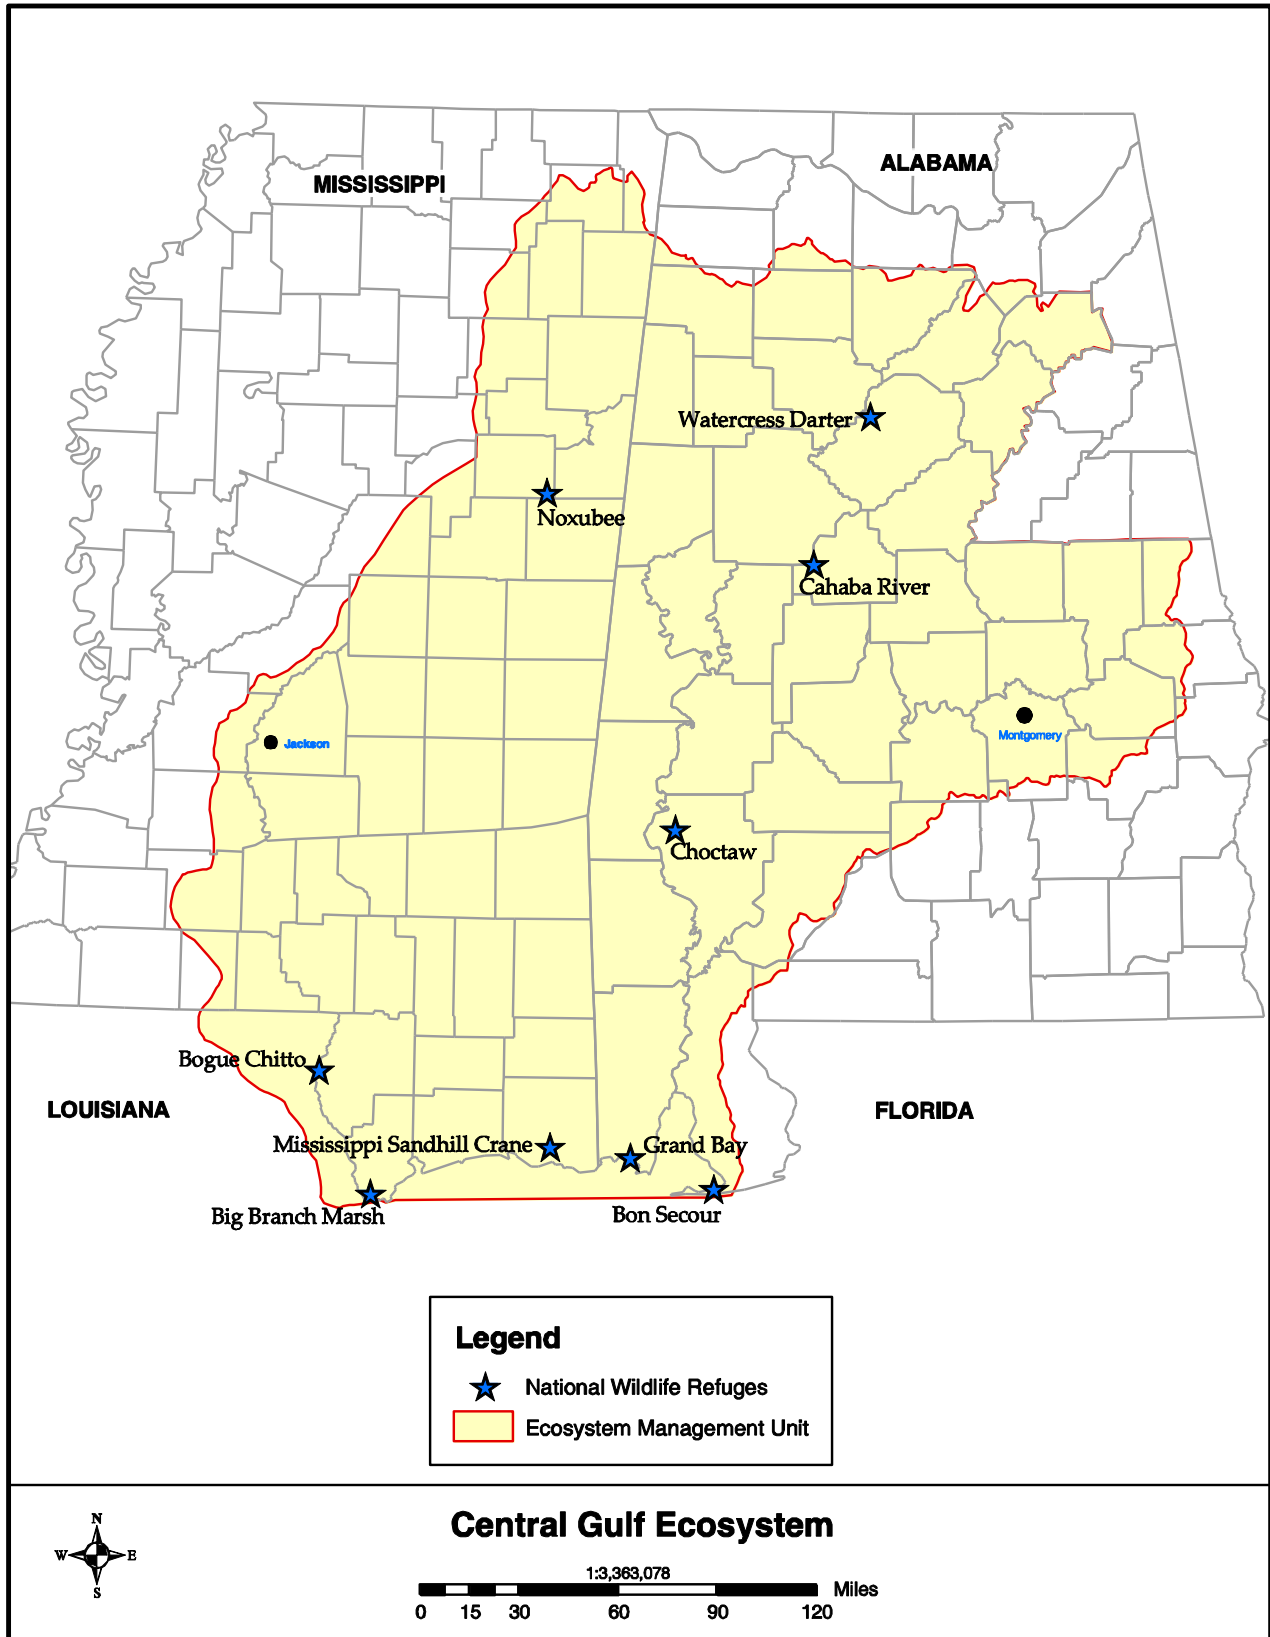 ALABAMA
MISSISSIPPI
Watercress Darter
Noxubee
Cahaba River
Montgomery
Jackson
Choctaw
Bogue Chitto
LOUISIANA
FLORIDA
Mississippi Sandhill Crane
Grand Bay
Big Branch Marsh
Bon Secour
Legend
National Wildlife Refuges
Ecosystem Management Unit
Central Gulf Ecosystem
N
W E
S
1:3,363,078
Miles
0 15 30 60 90 120